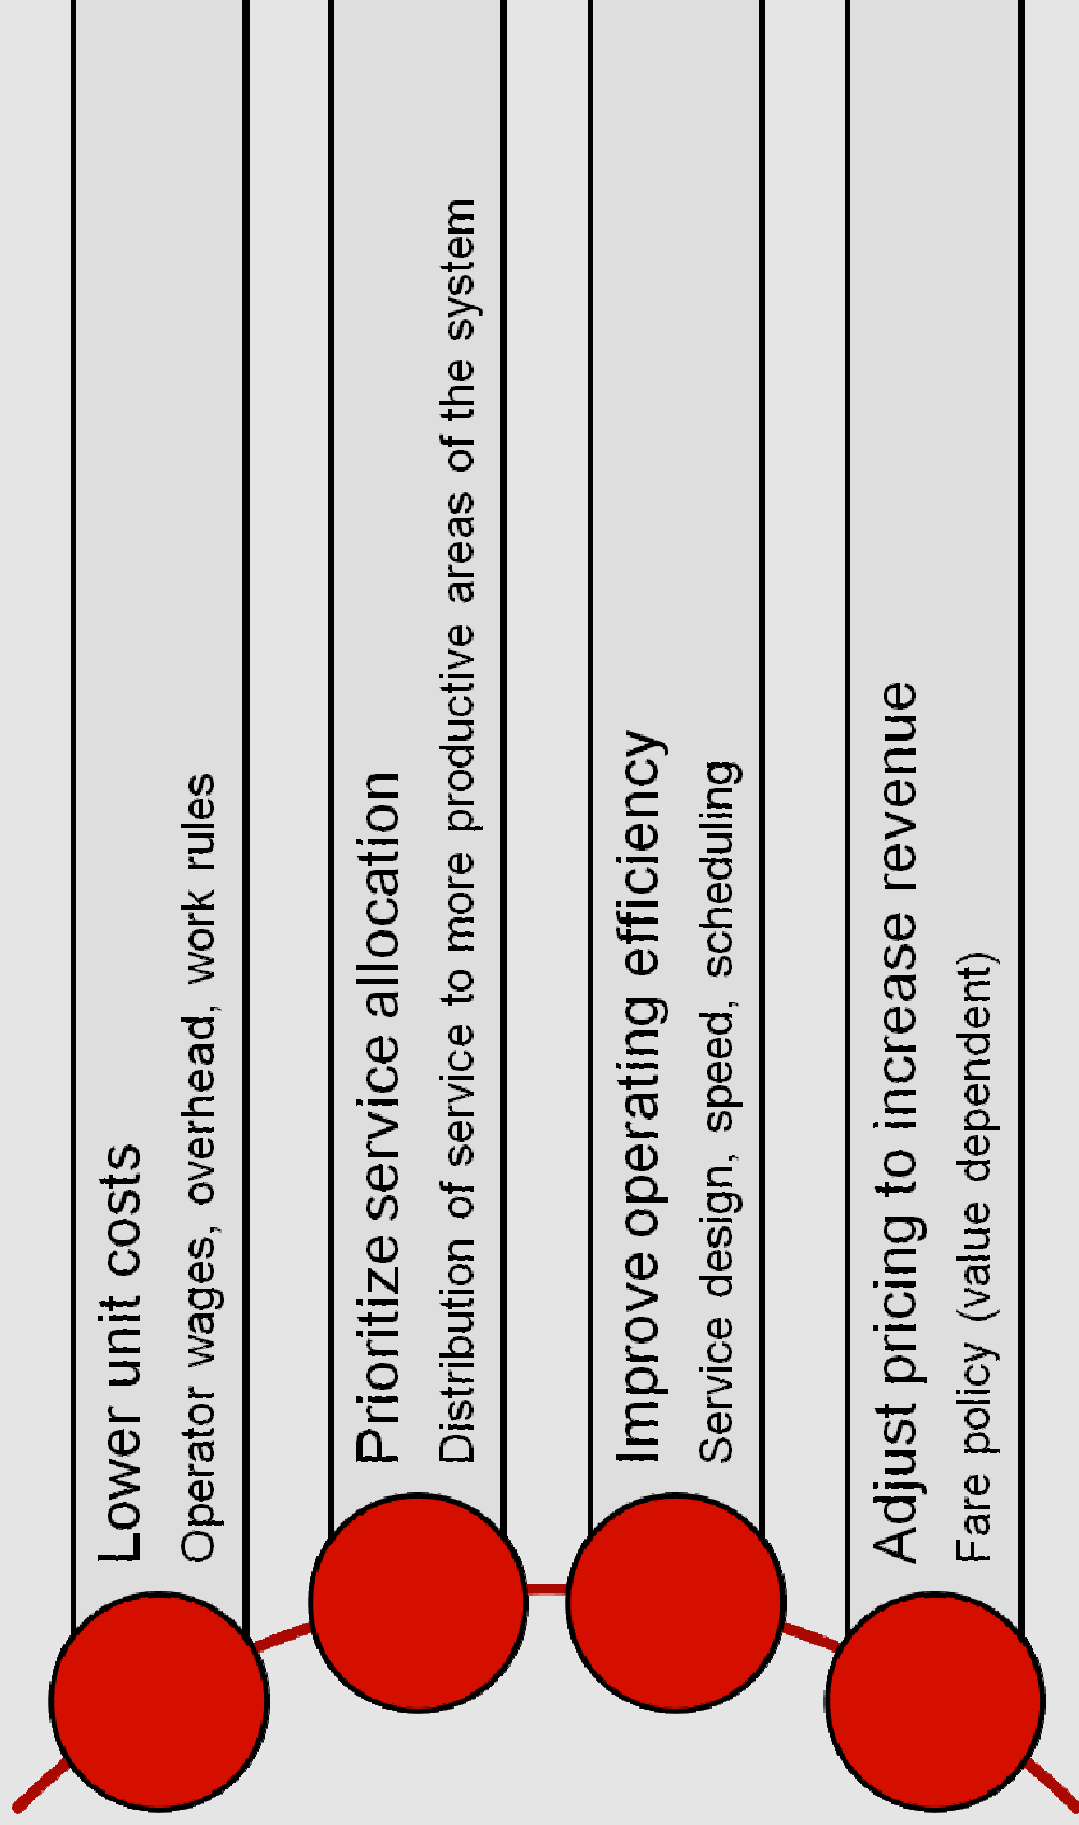 Lower unit costs
Operator wages, overhead, work rules
Prioritize service allocation
Distribution of service to more productive areas of the system
Improve operating efficiency
Service design, speed, scheduling
Adjust pricing to increase revenue
Fare policy (value dependent)